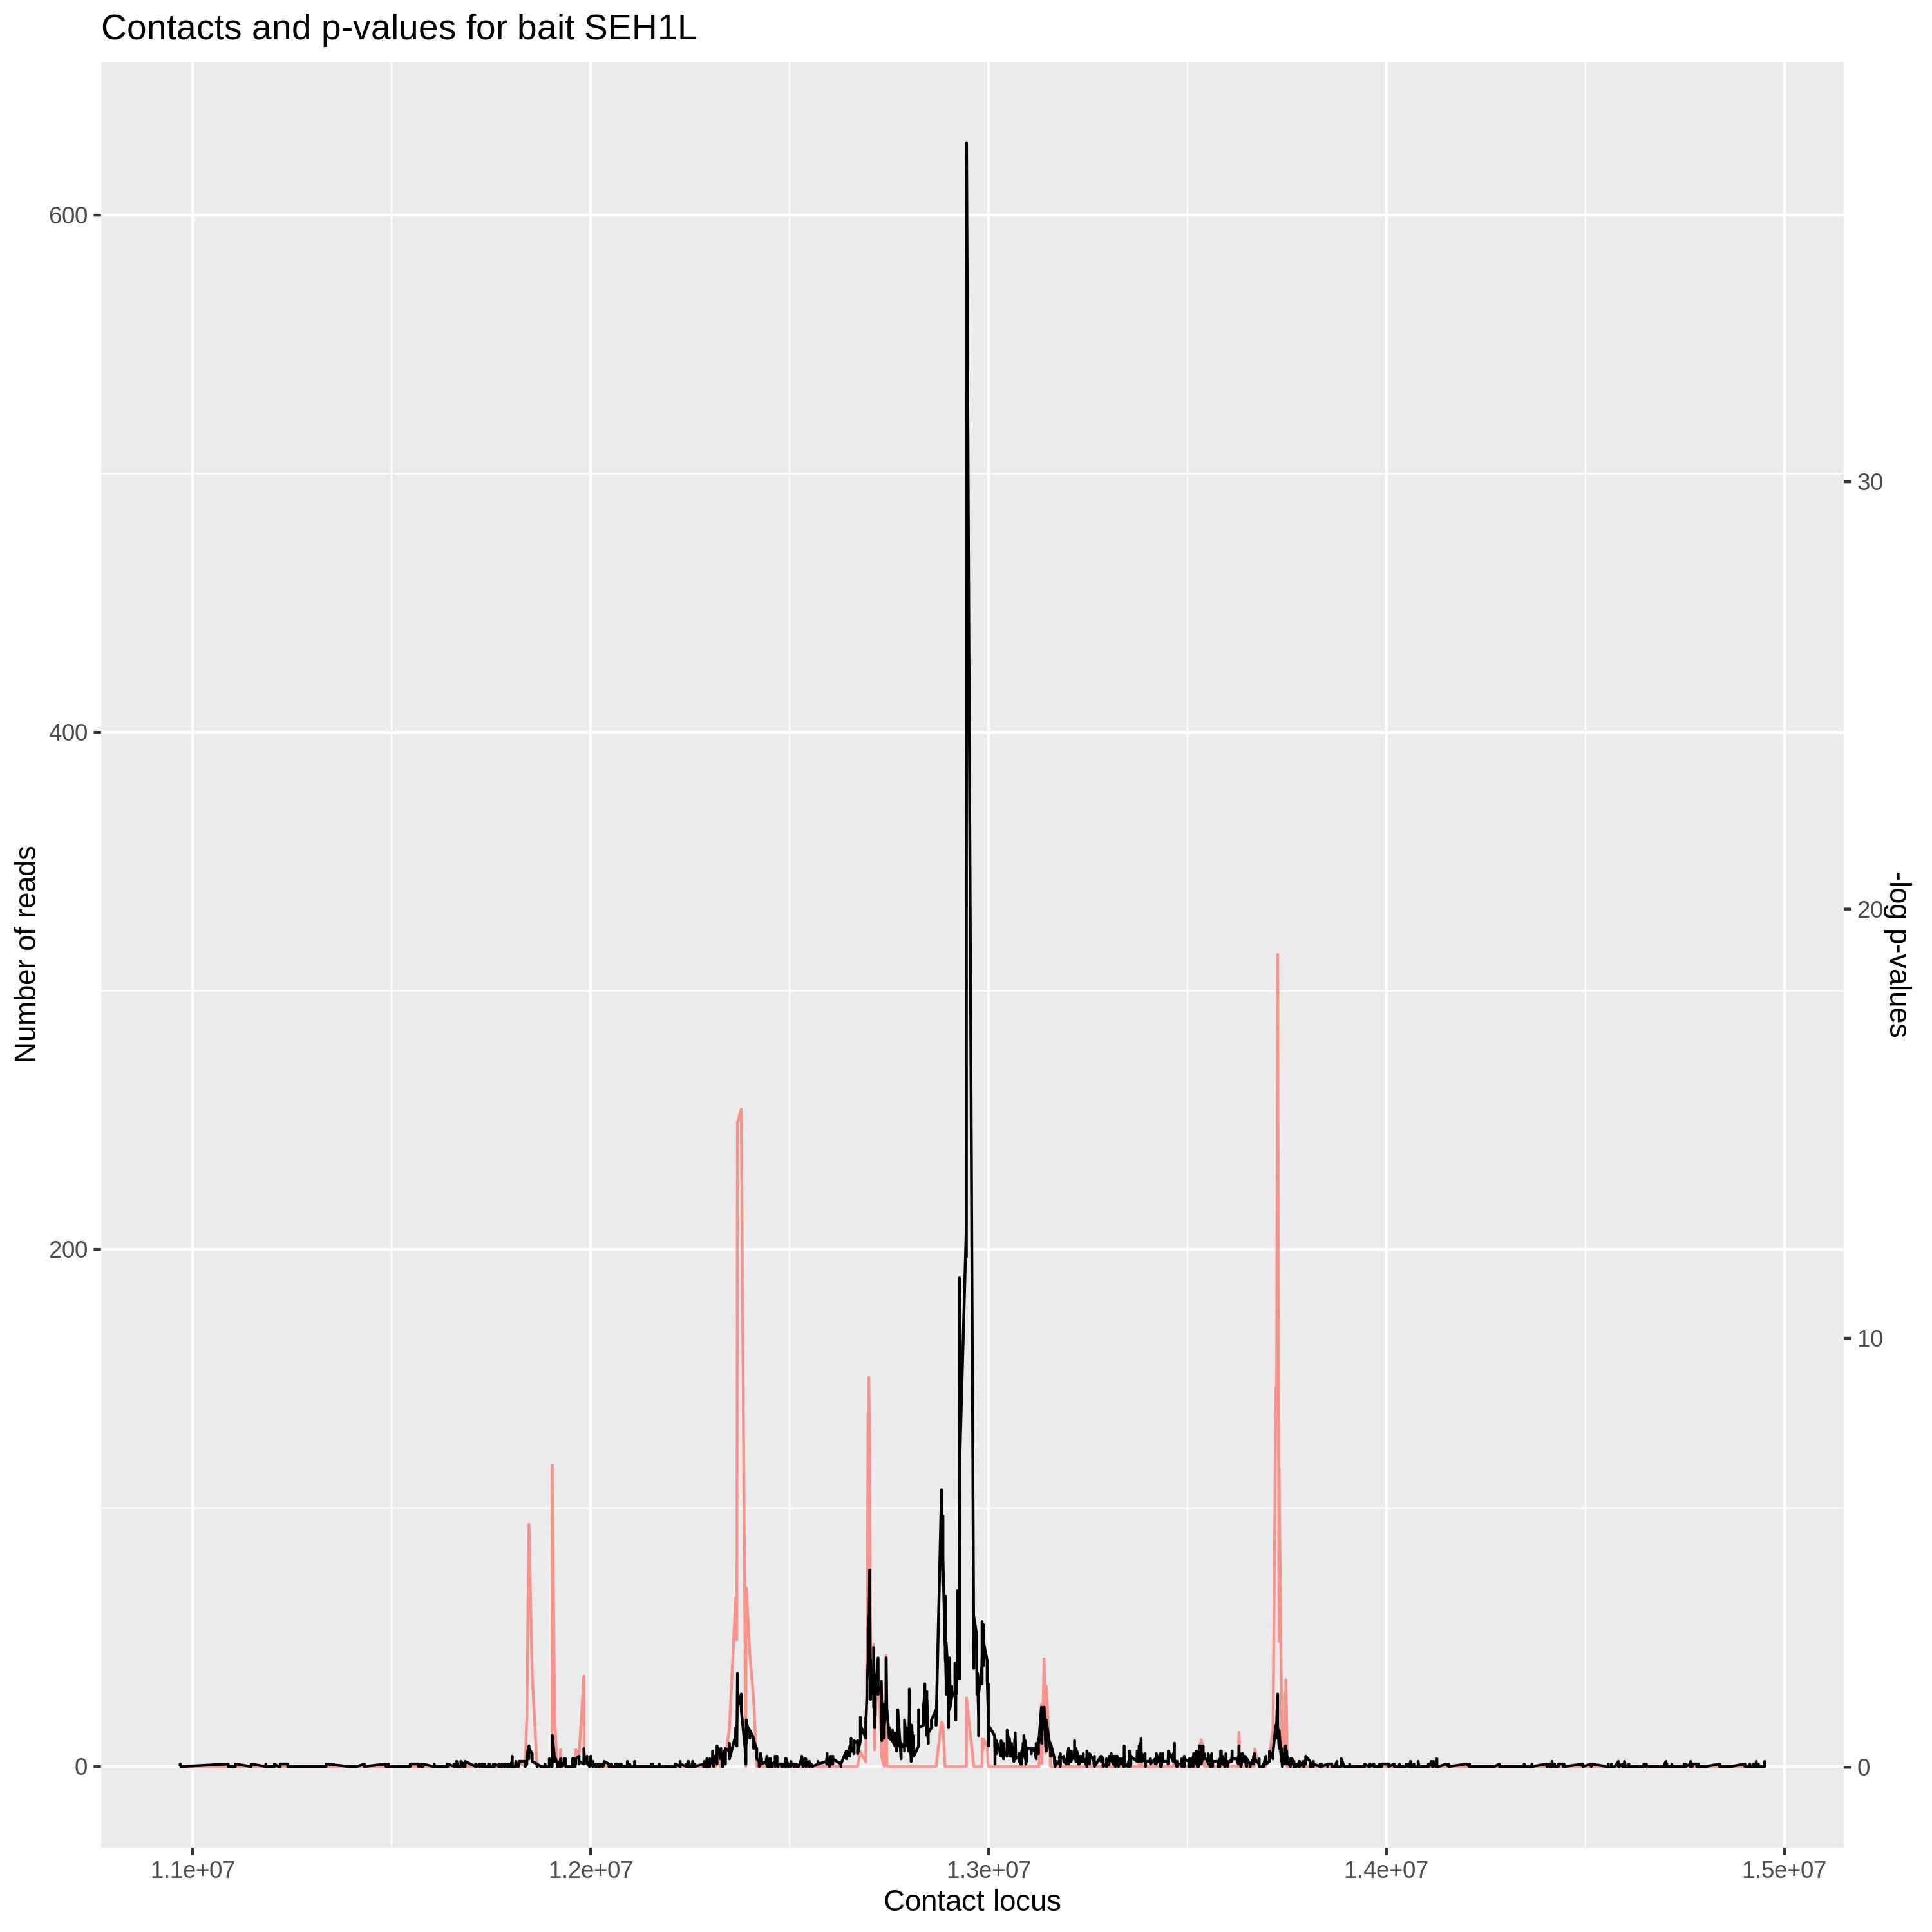 Contacts and p-values for bait SEH1L
600
400
200
0
Number of reads
30
20
10
0
-log p-values
1.1e+07
1.2e+07
1.3e+07
1.4e+07
1.5e+07
Contact locus